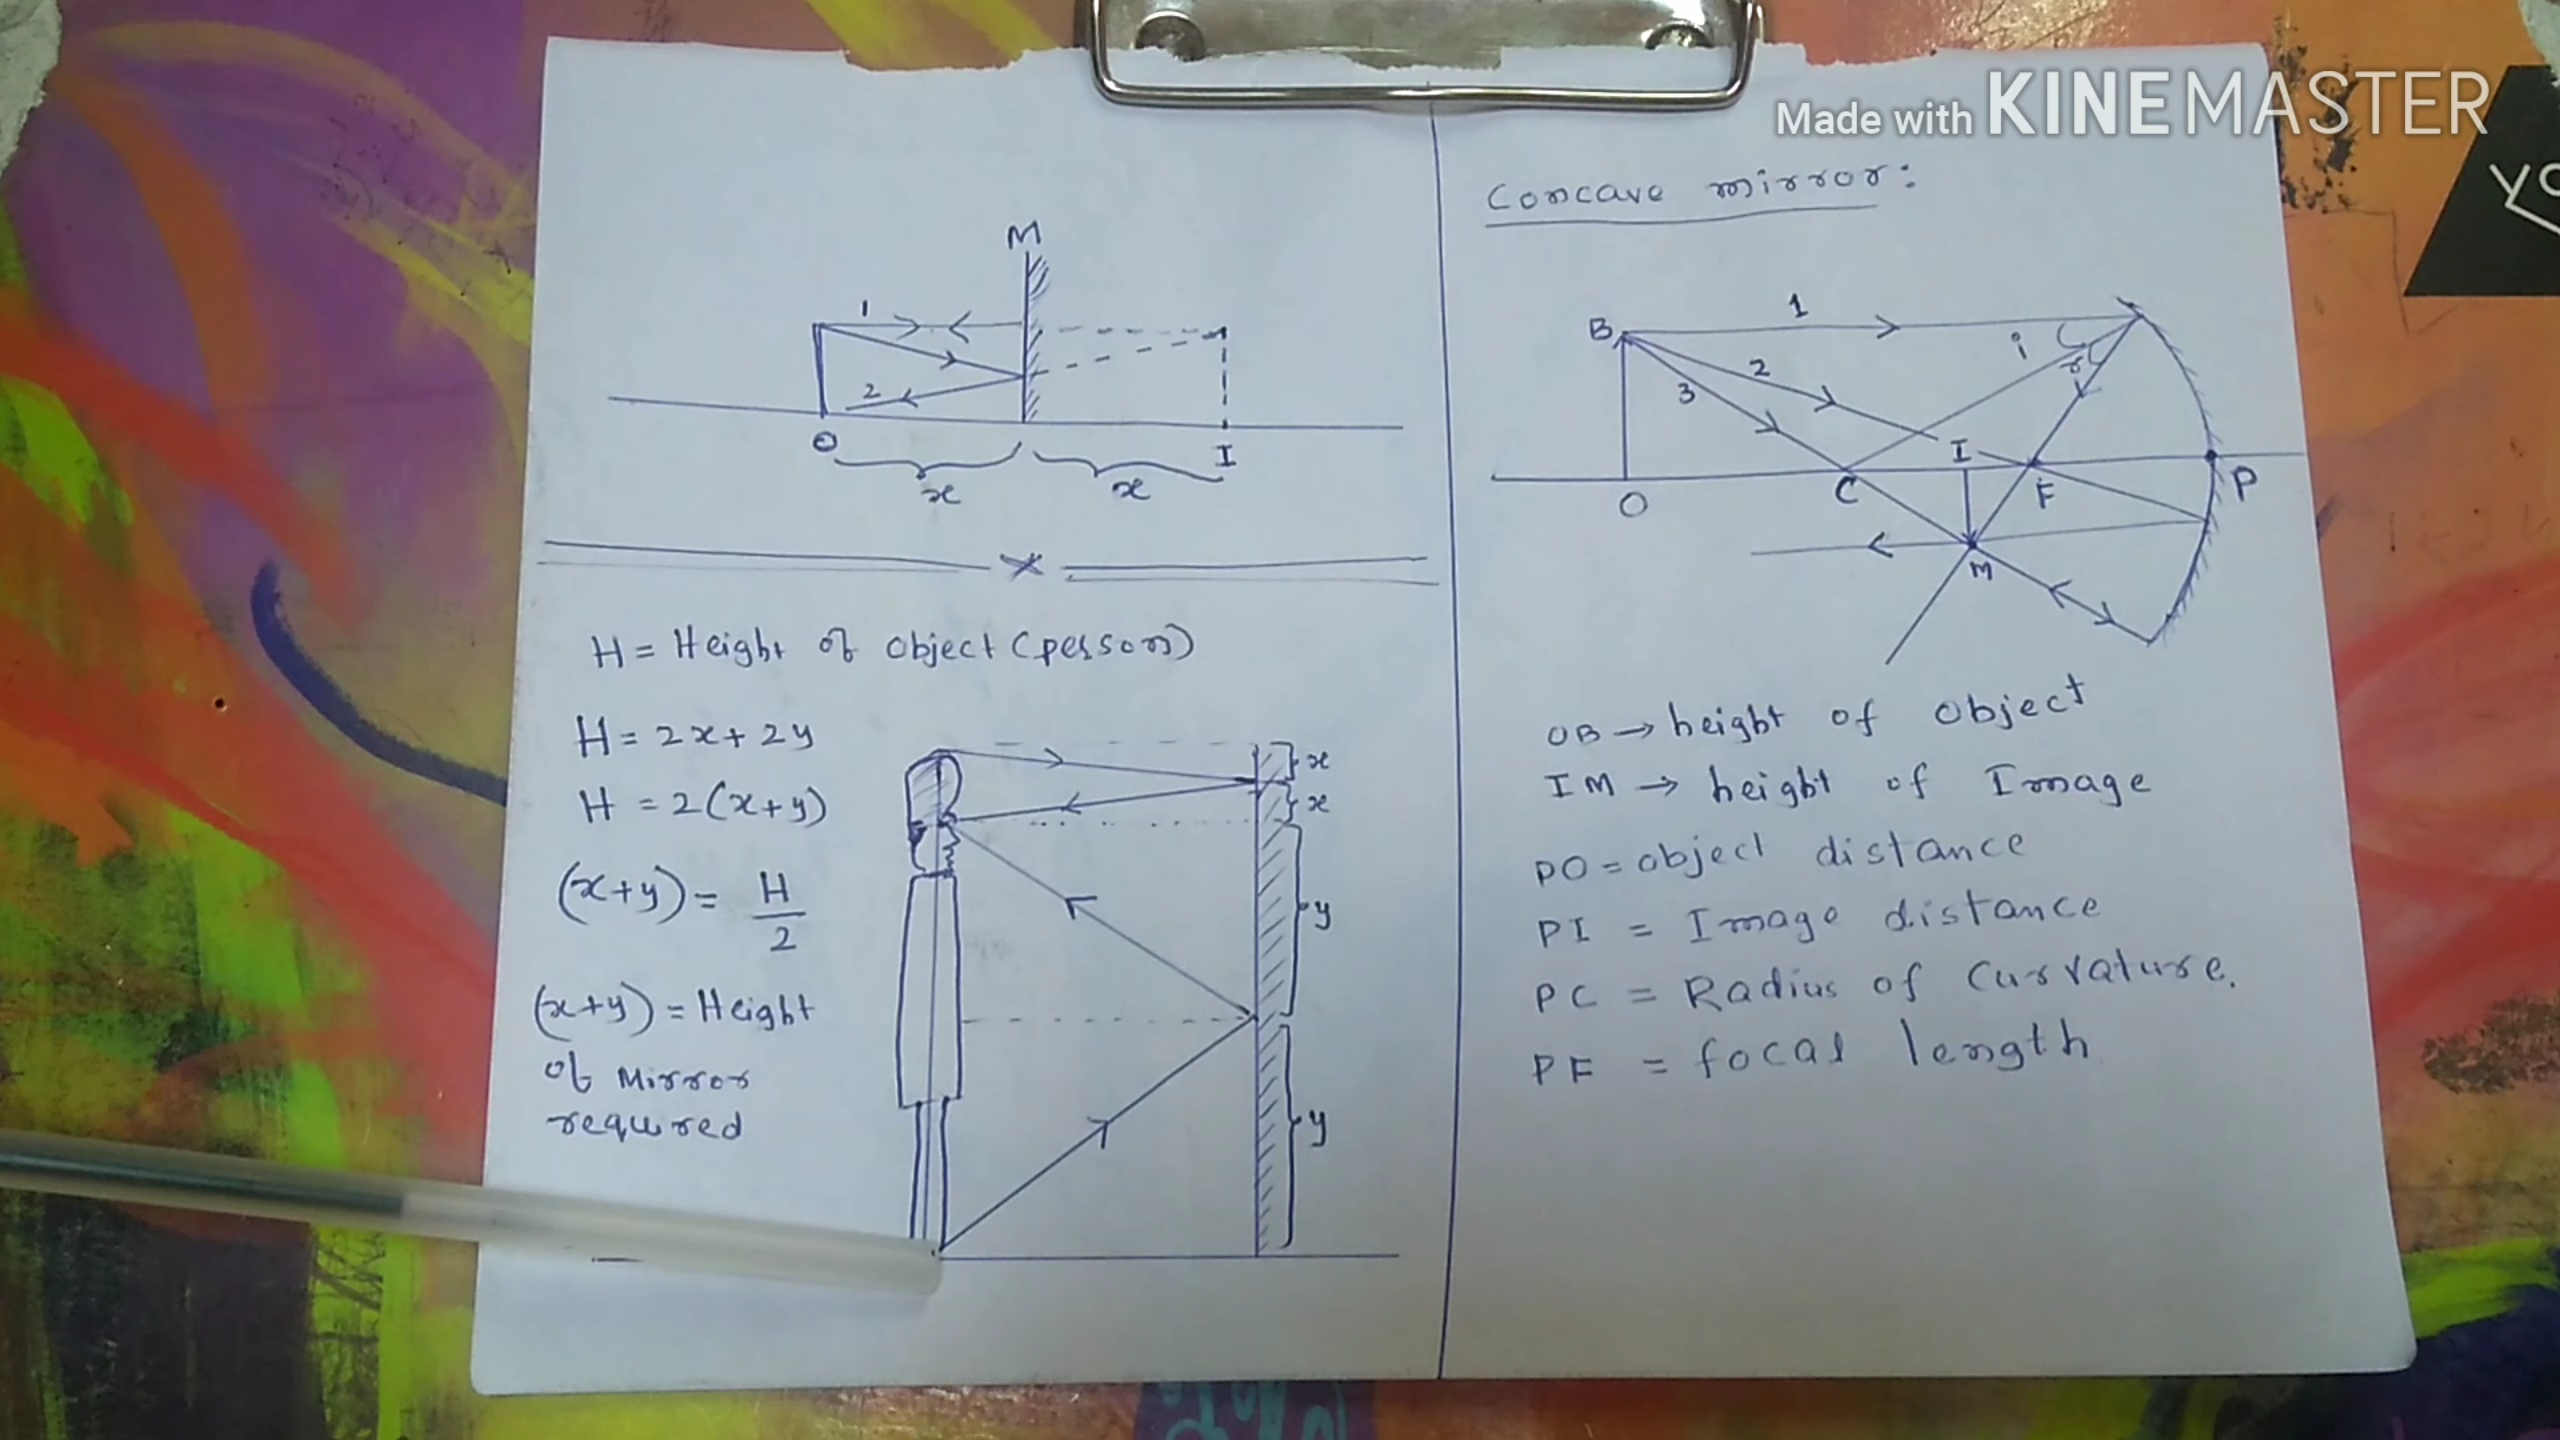 Made with KINEMASTER
M
1
2
O
I
x
x
H = Height of object (person)
H = 2x + 2y
H = 2(x+y)
(x+y) = H/2
(x+y) = Height
of Mirror
required
x
x
y
y
Concave mirror:
B
1
2
3
i
r
I
O
C
F
P
M
OB → height of object
IM → height of Image
PO = object distance
PI = Image distance
PC = Radius of Curvature.
PF = focal length